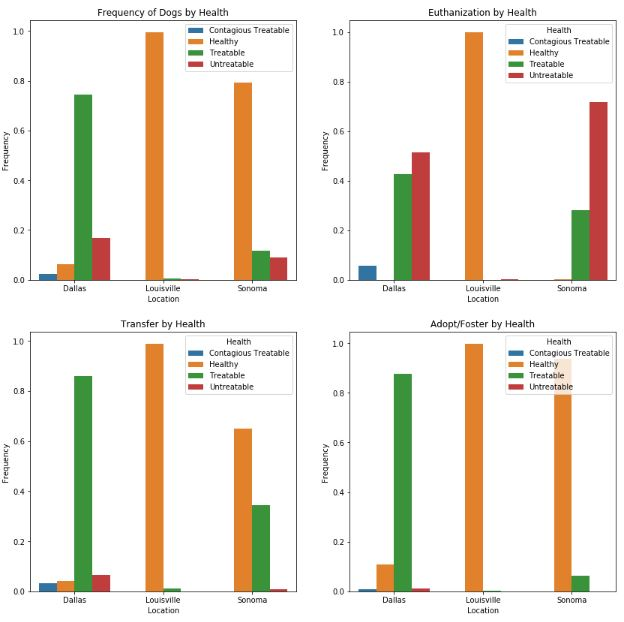 Frequency of Dogs by Health
1.0
0.8
0.6
0.4
0.2
0.0
Frequency
Contagious Treatable
Healthy
Treatable
Untreatable
Dallas
Louisville
Sonoma
Location
Euthanization by Health
1.0
0.8
0.6
0.4
0.2
0.0
Frequency
Health
Contagious Treatable
Healthy
Treatable
Untreatable
Dallas
Louisville
Sonoma
Location
Transfer by Health
1.0
0.8
0.6
0.4
0.2
0.0
Frequency
Health
Contagious Treatable
Healthy
Treatable
Untreatable
Dallas
Louisville
Sonoma
Location
Adopt/Foster by Health
1.0
0.8
0.6
0.4
0.2
0.0
Frequency
Health
Contagious Treatable
Healthy
Treatable
Untreatable
Dallas
Louisville
Sonoma
Location